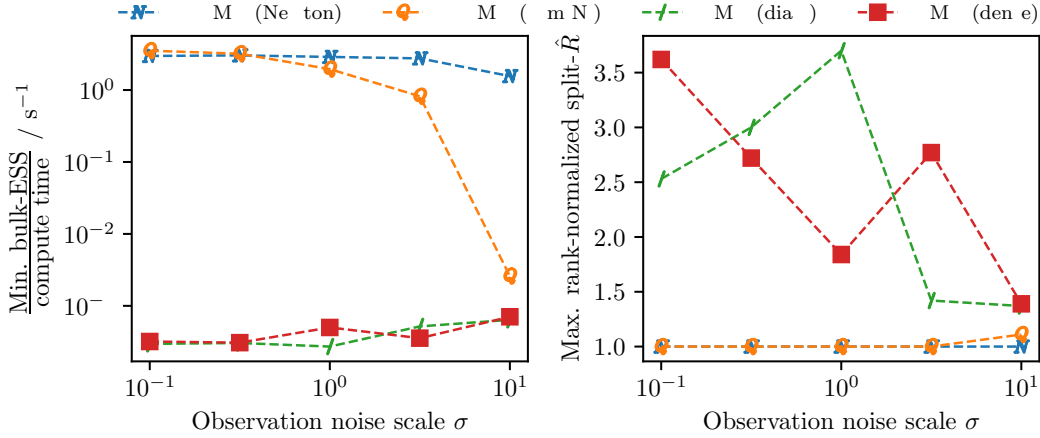 M (Ne ton) M ( m N ) M (dia ) M (den e)
10⁰
10⁻¹
10⁻²
10⁻
Min. bulk-ESS / compute time / s⁻¹
10⁻¹ 10⁰ 10¹
Observation noise scale σ
3.5
3.0
2.5
2.0
1.5
1.0
Max. rank-normalized split-R̂
10⁻¹ 10⁰ 10¹
Observation noise scale σ